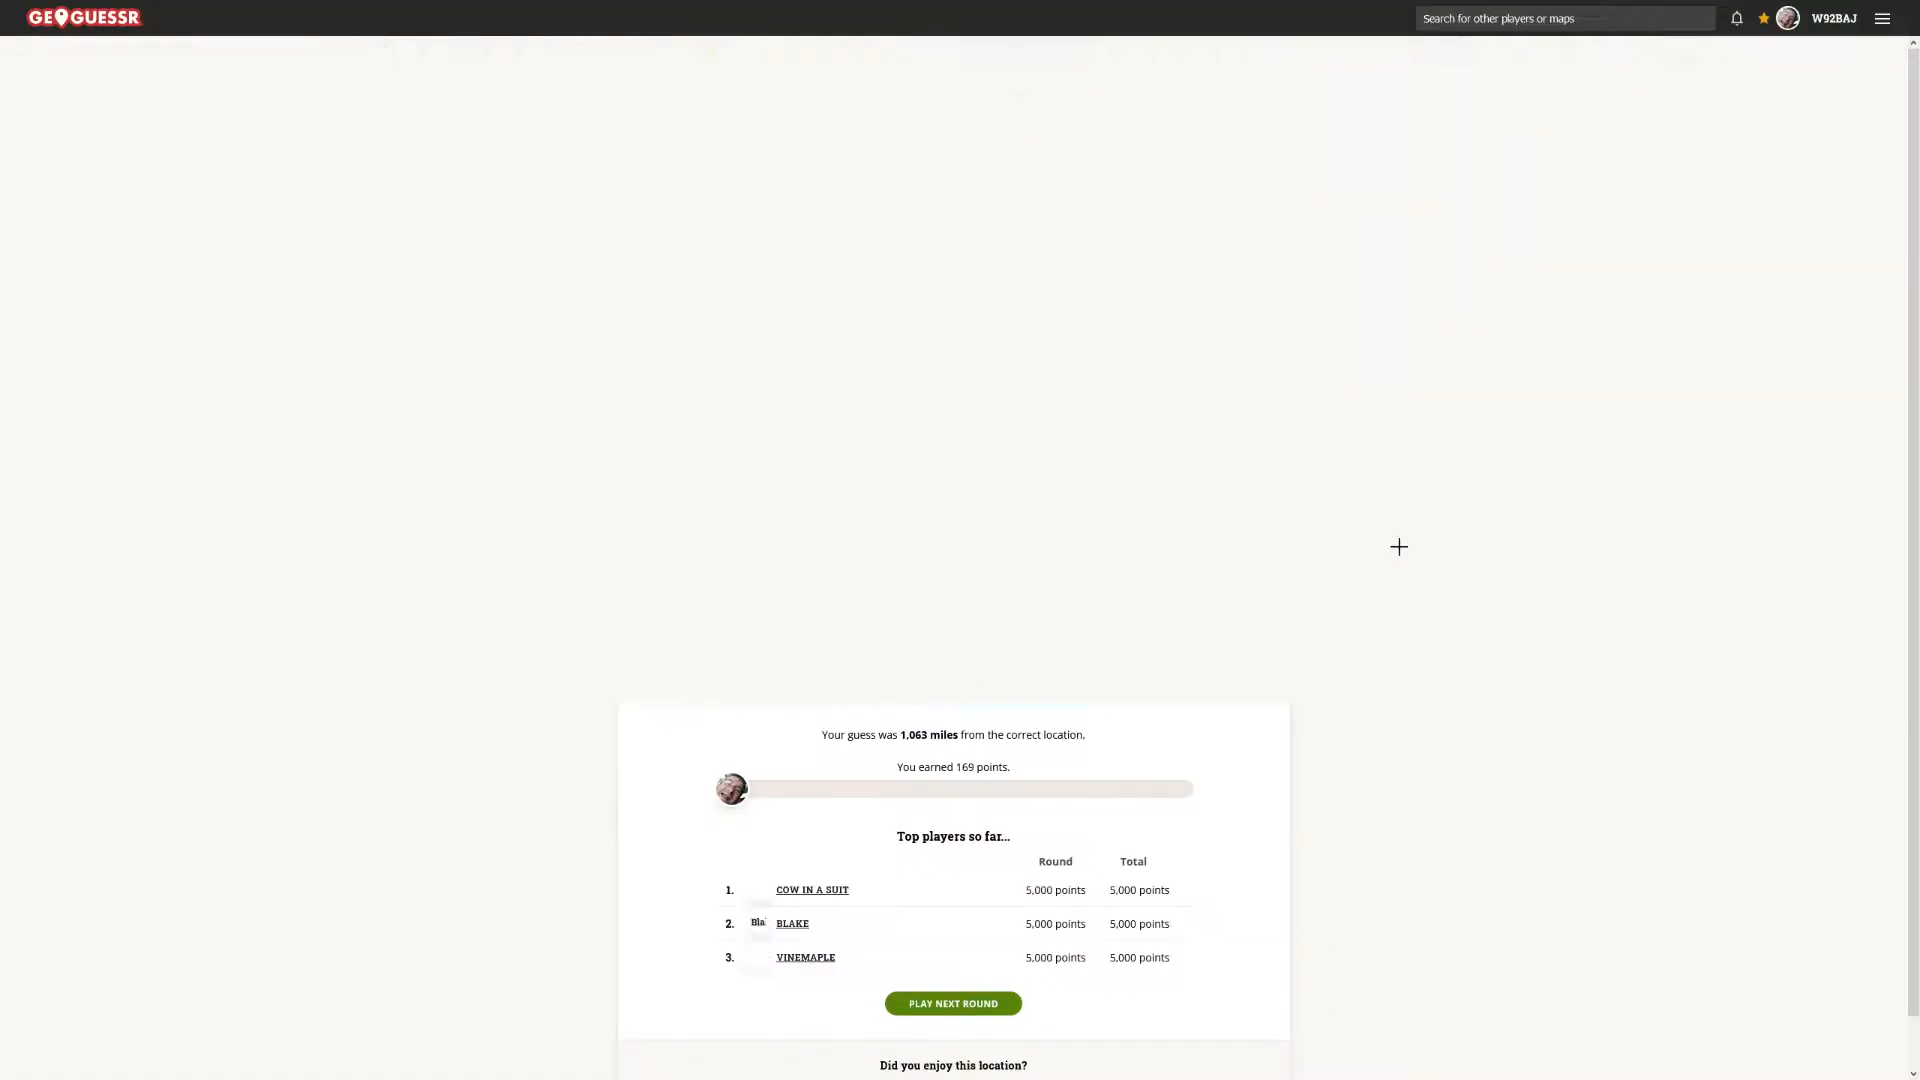 GEOGUESSR
Search for other players or maps
W92BAJ
Your guess was 1,063 miles from the correct location.
You earned 169 points.
Top players so far...
Round Total
1. COW IN A SUIT 5,000 points 5,000 points
2. Bla BLAKE 5,000 points 5,000 points
3. VINEMAPLE 5,000 points 5,000 points
PLAY NEXT ROUND
Did you enjoy this location?